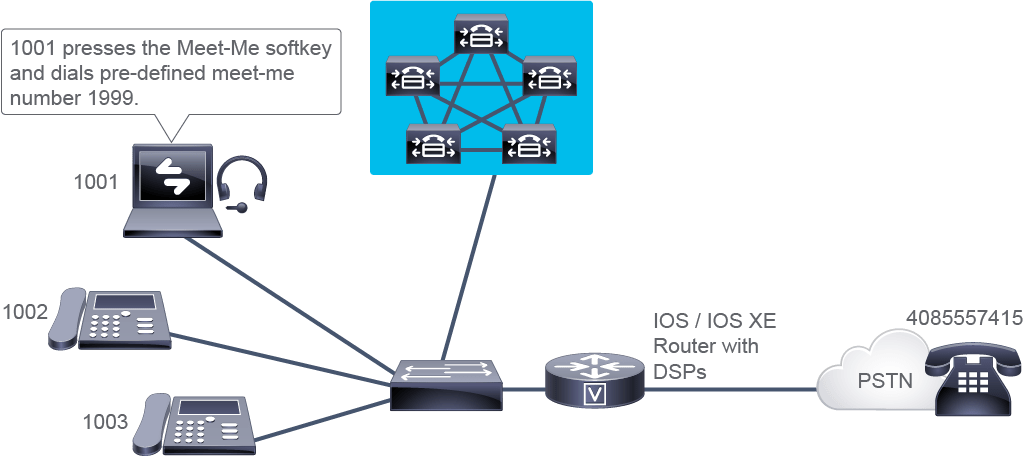 1001 presses the Meet-Me softkey
and dials pre-defined meet-me
number 1999.
1001
1002
1003
IOS / IOS XE
Router with
DSPs
V
4085557415
PSTN